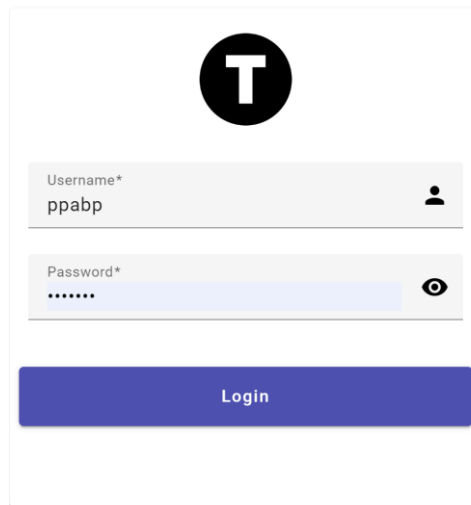 T
Username*
ppabp
Password*
•••••••
Login